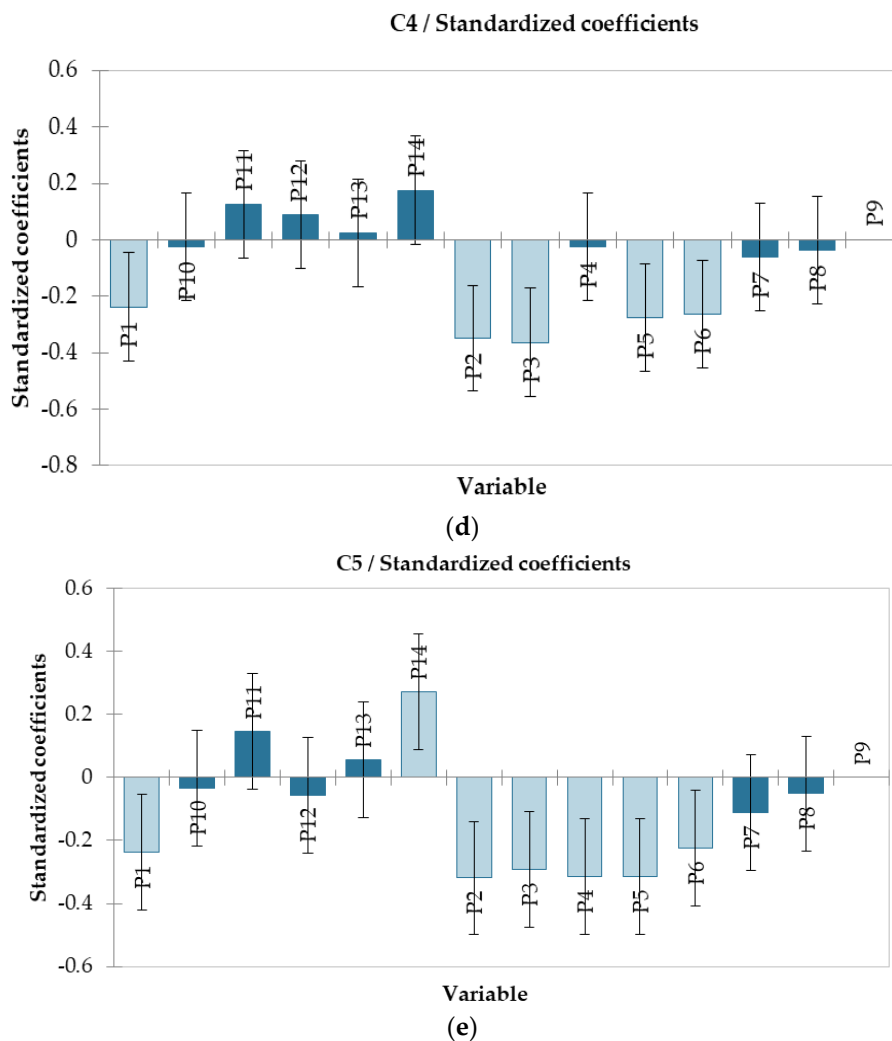 C4 / Standardized coefficients
Standardized coefficients
0.6
0.4
0.2
0
-0.2
-0.4
-0.6
-0.8
P1
P10
P11
P12
P13
P14
P2
P3
P4
P5
P6
P7
P8
P9
Variable
(d)
C5 / Standardized coefficients
Standardized coefficients
0.6
0.4
0.2
0
-0.2
-0.4
-0.6
P1
P10
P11
P12
P13
P14
P2
P3
P4
P5
P6
P7
P8
P9
Variable
(e)